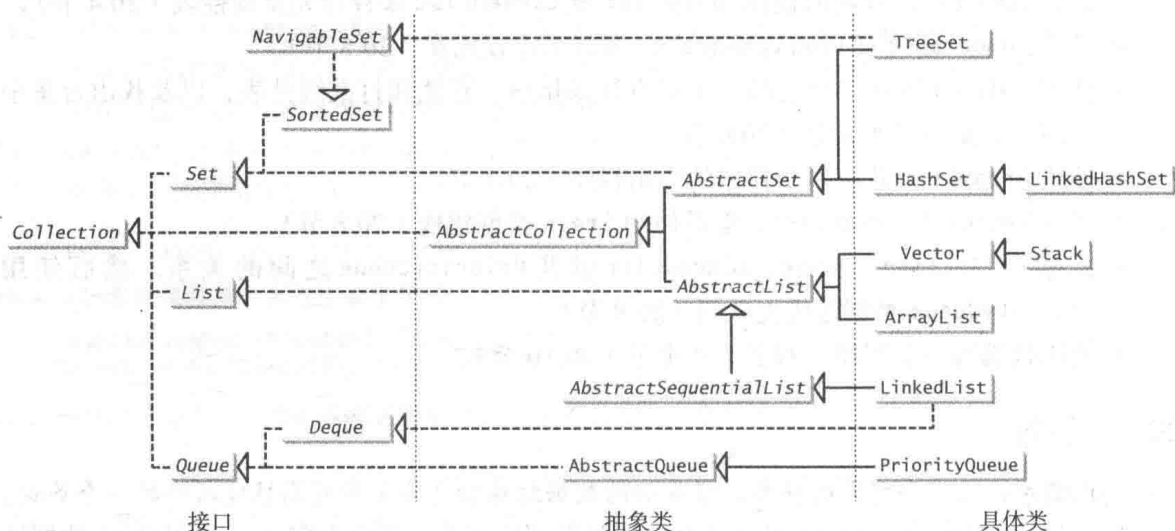 NavigableSet
TreeSet
SortedSet
Set
AbstractSet
HashSet
LinkedHashSet
Collection
AbstractCollection
Vector
Stack
List
AbstractList
ArrayList
AbstractSequentialList
LinkedList
Deque
Queue
AbstractQueue
PriorityQueue
接口
抽象类
具体类